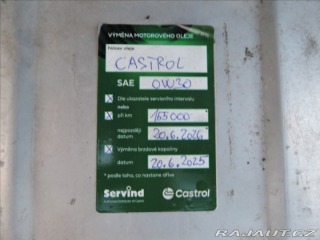 VÝMĚNA MOTOROVÉHO OLEJE
Název oleje
CASTROL
SAE 0W30
x Dle ukazatele servisního intervalu
nebo
x při km 165000
nejpozději datum 20.6.2026
x Výměna brzdové kapaliny
datum 20.6.2025
* podle toho, co nastane dříve
Servind Castrol
RAJAUT.CZ